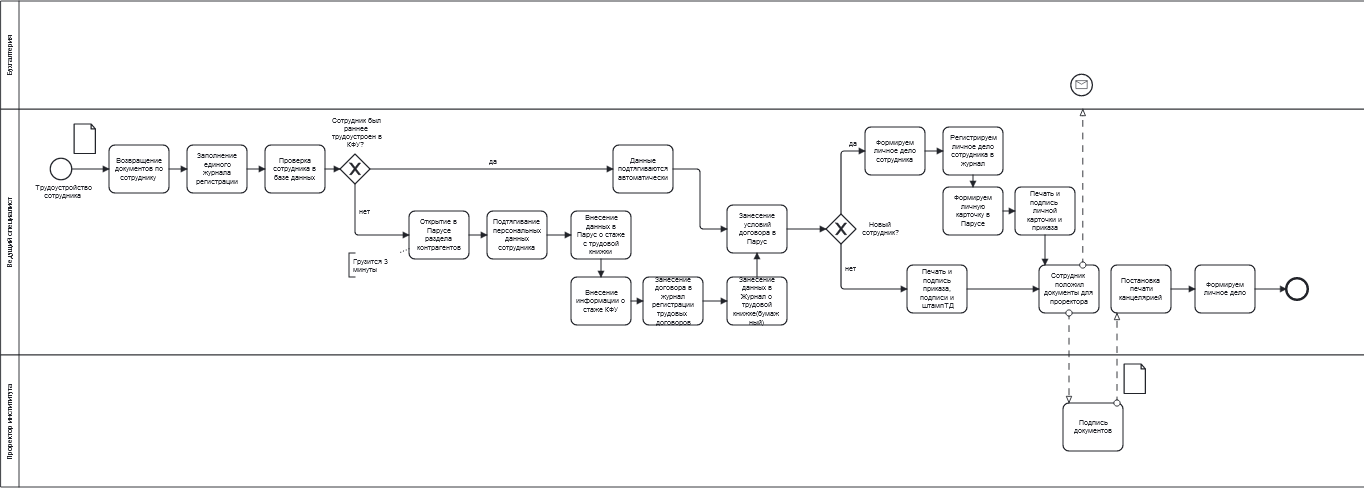 Бухгалтерия
Ведущий специалист
Проректор института
Трудоустройство
сотрудника
Возвращение
документов по
сотруднику
Заполнение
единого
журнала
регистрации
Проверка
сотрудника в
базе данных
Сотрудник был
раннее
трудоустроен в
КФУ?
да
нет
Данные
подтягиваются
автоматически
Открытие в
Парусе
раздела
контрагентов
Грузится 3
минуты
Подтягивание
персональных
данных
сотрудника
Внесение
данных в
Парус о стаже
с трудовой
книжки
Внесение
информации о
стаже КФУ
Занесение
договора в
журнал
регистрации
трудовых
договоров
Занесение
данных в
Журнал о
трудовой
книжке(бумаж
ный)
Занесение
условий
договора в
Парус
Новый
сотрудник?
да
нет
Формируем
личное дело
сотрудника
Регистрируем
личное дело
сотрудника в
журнал
Формируем
личную
карточку в
Парусе
Печать и
подпись
личной
карточки и
приказа
Печать и
подпись
приказа,
подписи и
штампТД
Сотрудник
положил
документы для
проректора
Постановка
печати
канцелярией
Формируем
личное дело
Подпись
документов